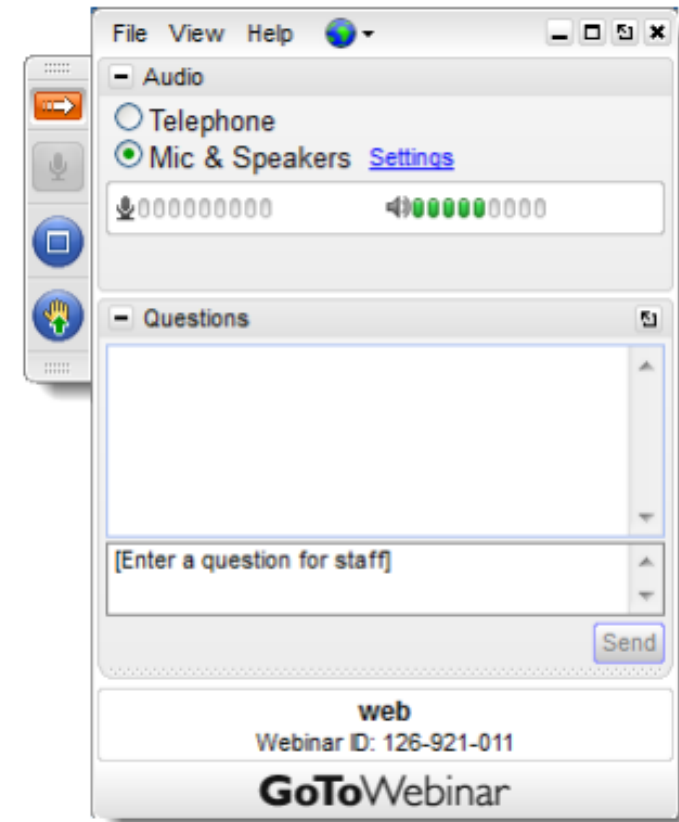 File View Help
Audio
Telephone
Mic & Speakers Settings
Questions
[Enter a question for staff]
Send
web
Webinar ID: 126-921-011
GoToWebinar